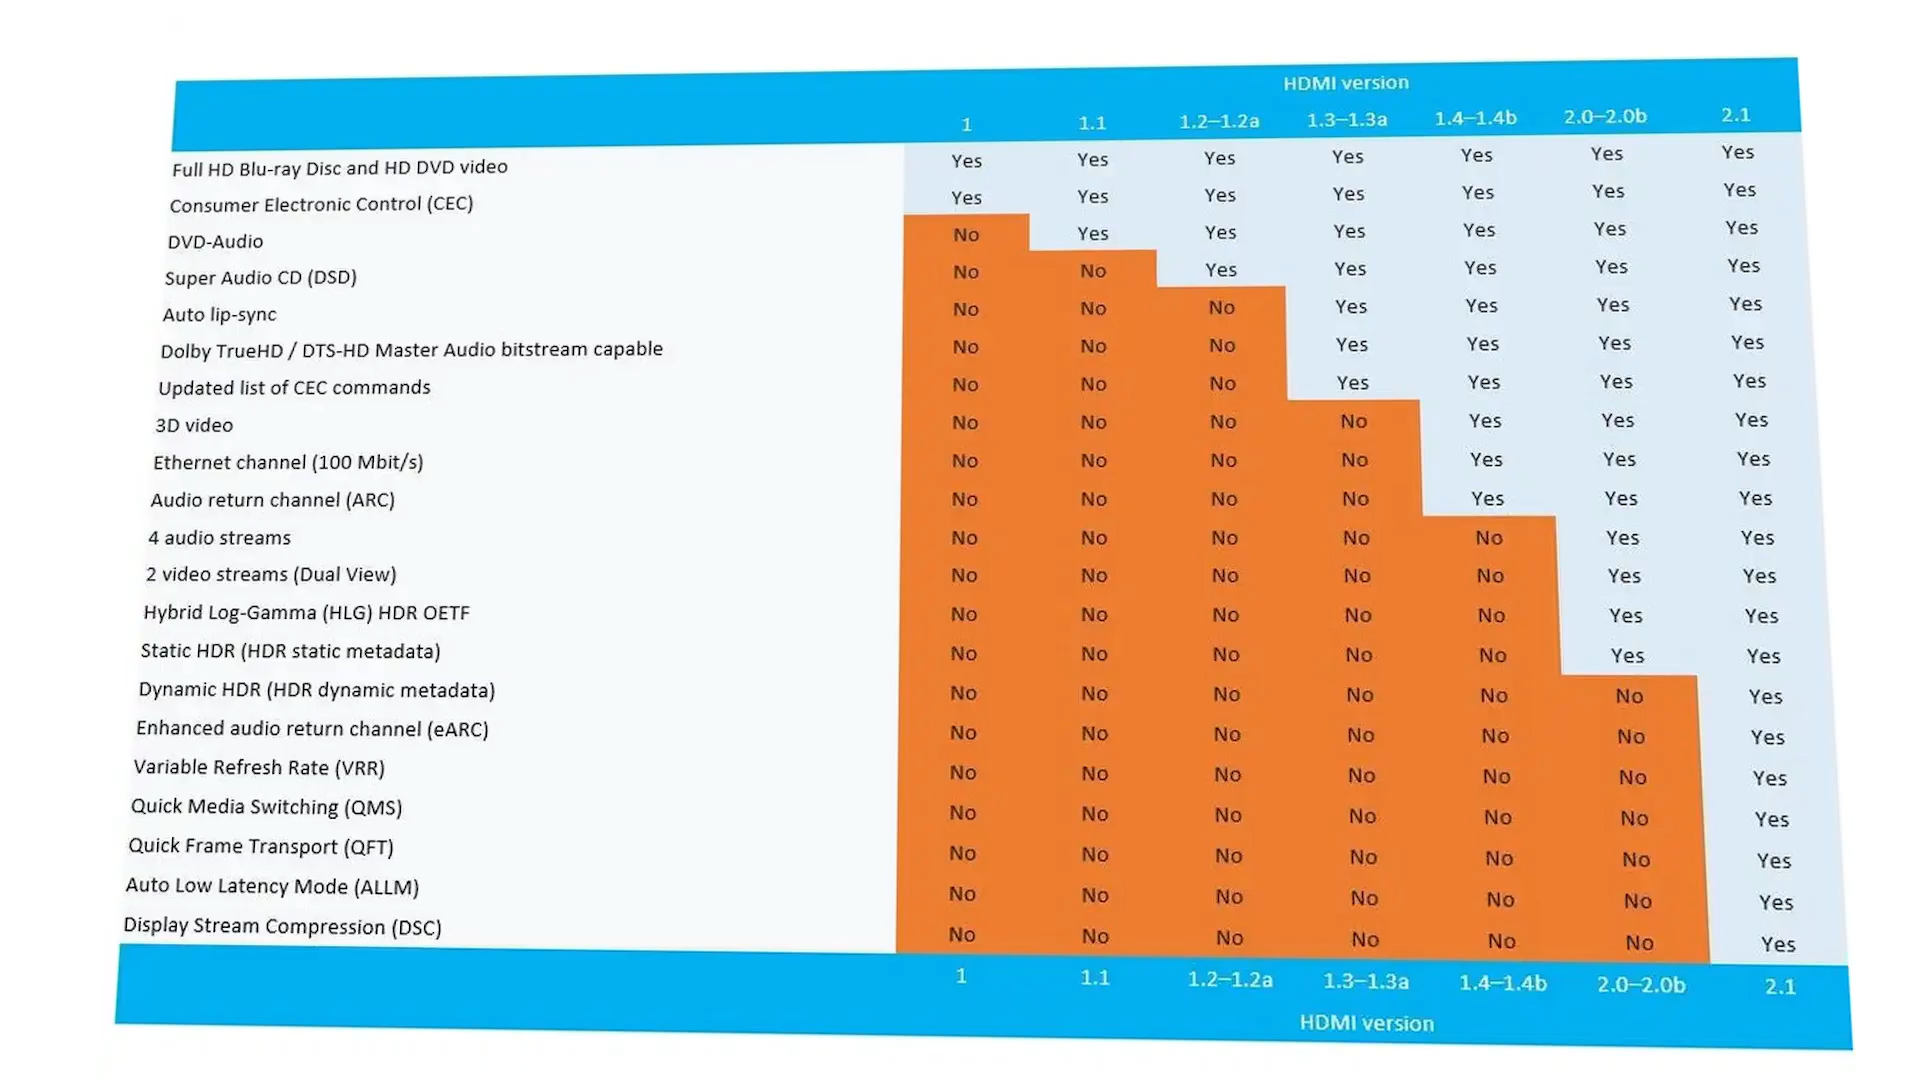 HDMI version
1 1.1 1.2–1.2a 1.3–1.3a 1.4–1.4b 2.0–2.0b 2.1
Full HD Blu-ray Disc and HD DVD video Yes Yes Yes Yes Yes Yes Yes
Consumer Electronic Control (CEC) Yes Yes Yes Yes Yes Yes Yes
DVD-Audio No Yes Yes Yes Yes Yes Yes
Super Audio CD (DSD) No No Yes Yes Yes Yes Yes
Auto lip-sync No No No Yes Yes Yes Yes
Dolby TrueHD / DTS-HD Master Audio bitstream capable No No No Yes Yes Yes Yes
Updated list of CEC commands No No No Yes Yes Yes Yes
3D video No No No No Yes Yes Yes
Ethernet channel (100 Mbit/s) No No No No Yes Yes Yes
Audio return channel (ARC) No No No No Yes Yes Yes
4 audio streams No No No No No Yes Yes
2 video streams (Dual View) No No No No No Yes Yes
Hybrid Log-Gamma (HLG) HDR OETF No No No No No Yes Yes
Static HDR (HDR static metadata) No No No No No Yes Yes
Dynamic HDR (HDR dynamic metadata) No No No No No No Yes
Enhanced audio return channel (eARC) No No No No No No Yes
Variable Refresh Rate (VRR) No No No No No No Yes
Quick Media Switching (QMS) No No No No No No Yes
Quick Frame Transport (QFT) No No No No No No Yes
Auto Low Latency Mode (ALLM) No No No No No No Yes
Display Stream Compression (DSC) No No No No No No Yes
1 1.1 1.2–1.2a 1.3–1.3a 1.4–1.4b 2.0–2.0b 2.1
HDMI version